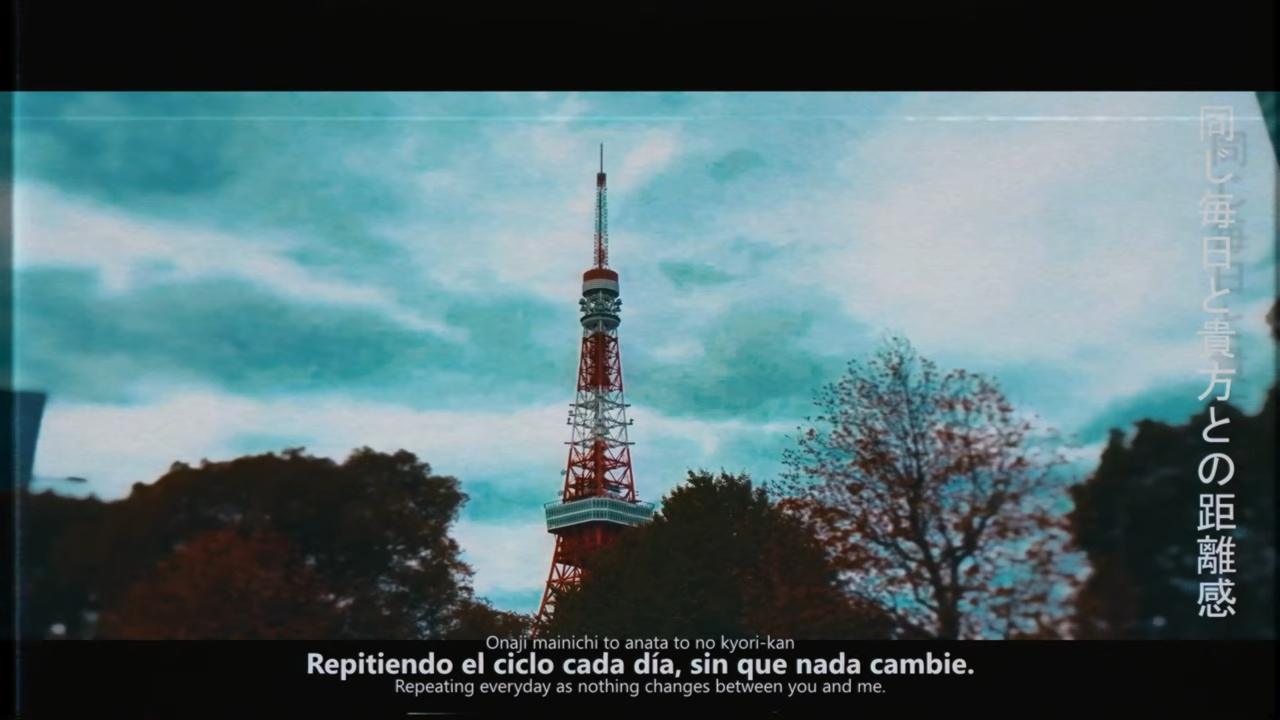 同じ毎日と貴方との距離感
Onaji mainichi to anata to no kyori-kan
Repitiendo el ciclo cada día, sin que nada cambie.
Repeating everyday as nothing changes between you and me.